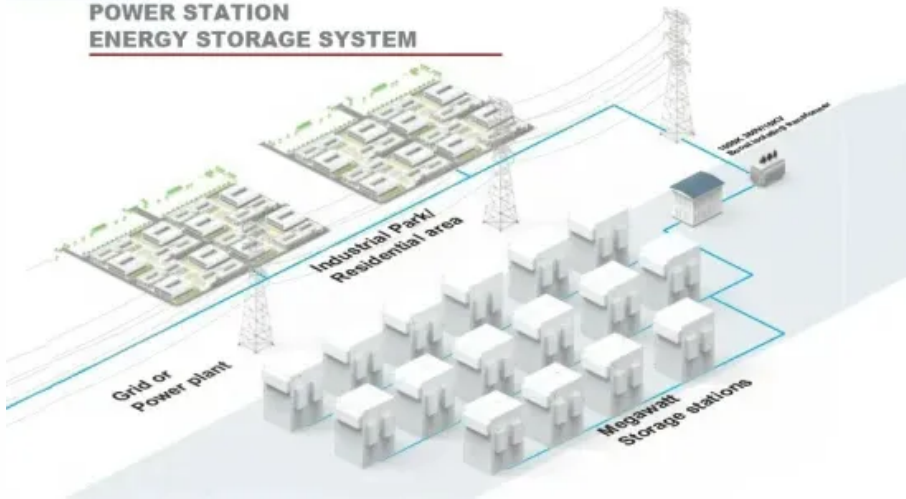 POWER STATION
ENERGY STORAGE SYSTEM
Industrial Park/
Residential area
Grid or
Power plant
Megawatt
Storage stations